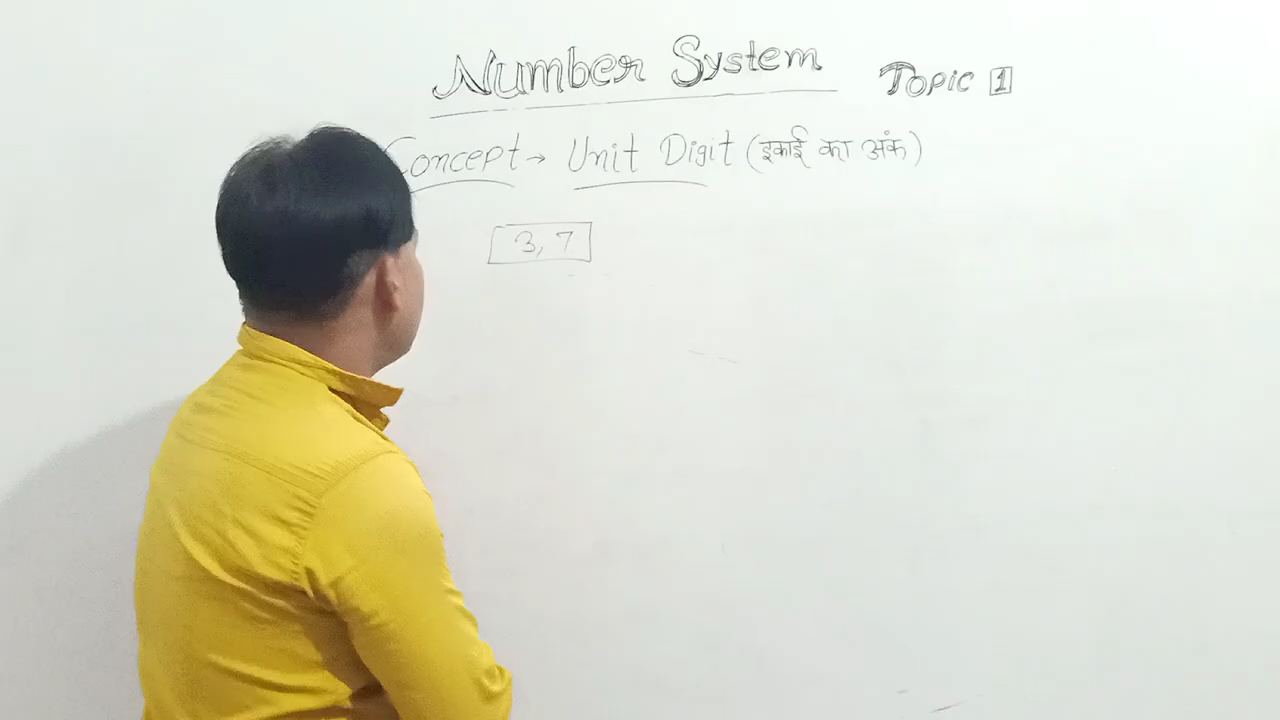 Number System Topic 1
Concept → Unit Digit (इकाई का अंक)
3, 7